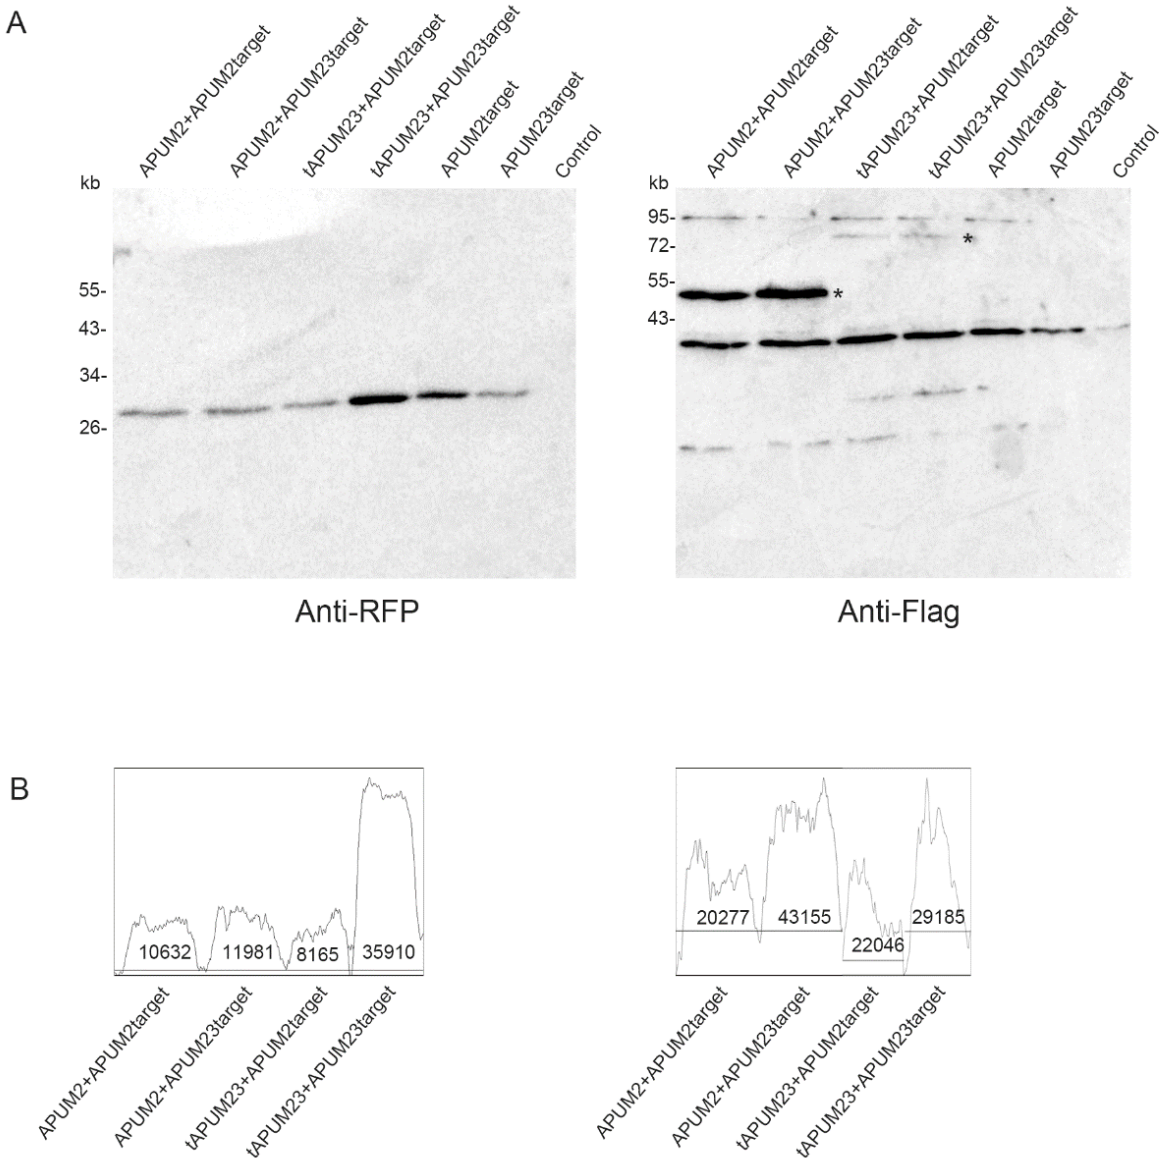 A
APUM2+APUM2target
APUM2+APUM23target
tAPUM23+APUM2target
tAPUM23+APUM23target
APUM2target
APUM23target
Control
kb
55-
43-
34-
26-
Anti-RFP
APUM2+APUM2target
APUM2+APUM23target
tAPUM23+APUM2target
tAPUM23+APUM23target
APUM2target
APUM23target
Control
kb
95-
72-
*
55-
*
43-
Anti-Flag
B
10632
11981
8165
35910
APUM2+APUM2target
APUM2+APUM23target
tAPUM23+APUM2target
tAPUM23+APUM23target
20277
43155
22046
29185
APUM2+APUM2target
APUM2+APUM23target
tAPUM23+APUM2target
tAPUM23+APUM23target